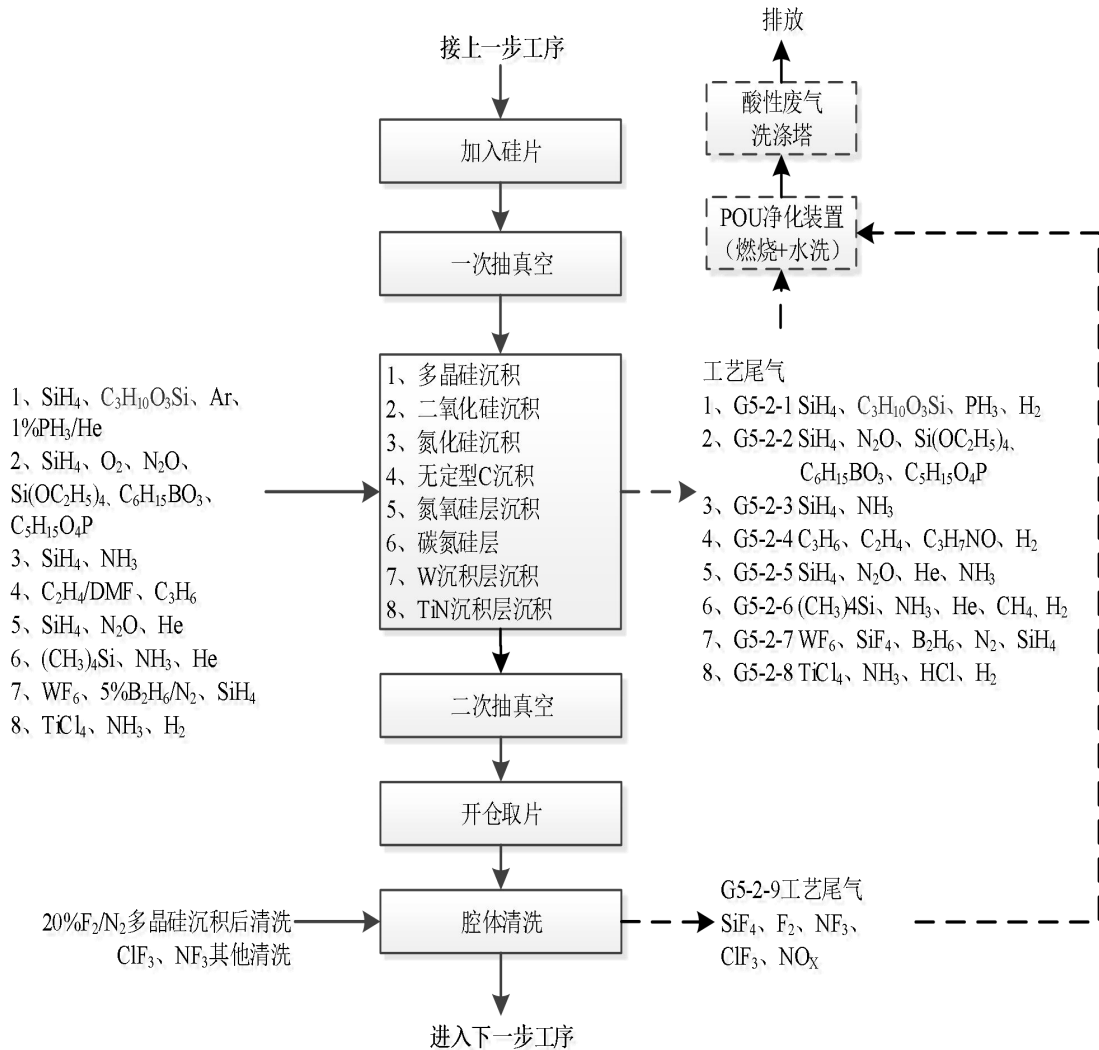 接上一步工序
加入硅片
一次抽真空
1、多晶硅沉积
2、二氧化硅沉积
3、氮化硅沉积
4、无定型C沉积
5、氮氧硅层沉积
6、碳氮硅层
7、W沉积层沉积
8、TiN沉积层沉积
二次抽真空
开仓取片
腔体清洗
进入下一步工序
1、SiH₄、C₃H₁₀O₃Si、Ar、
1%PH₃/He
2、SiH₄、O₂、N₂O、
Si(OC₂H₅)₄、C₆H₁₅BO₃、
C₅H₁₅O₄P
3、SiH₄、NH₃
4、C₂H₄/DMF、C₃H₆
5、SiH₄、N₂O、He
6、(CH₃)₄Si、NH₃、He
7、WF₆、5%B₂H₆/N₂、SiH₄
8、TiCl₄、NH₃、H₂
20%F₂/N₂多晶硅沉积后清洗
ClF₃、NF₃其他清洗
排放
酸性废气
洗涤塔
POU净化装置
（燃烧+水洗）
工艺尾气
1、G5-2-1 SiH₄、C₃H₁₀O₃Si、PH₃、H₂
2、G5-2-2 SiH₄、N₂O、Si(OC₂H₅)₄、
C₆H₁₅BO₃、C₅H₁₅O₄P
3、G5-2-3 SiH₄、NH₃
4、G5-2-4 C₃H₆、C₂H₄、C₃H₇NO、H₂
5、G5-2-5 SiH₄、N₂O、He、NH₃
6、G5-2-6 (CH₃)4Si、NH₃、He、CH₄、H₂
7、G5-2-7 WF₆、SiF₄、B₂H₆、N₂、SiH₄
8、G5-2-8 TiCl₄、NH₃、HCl、H₂
G5-2-9工艺尾气
SiF₄、F₂、NF₃、
ClF₃、NOₓ